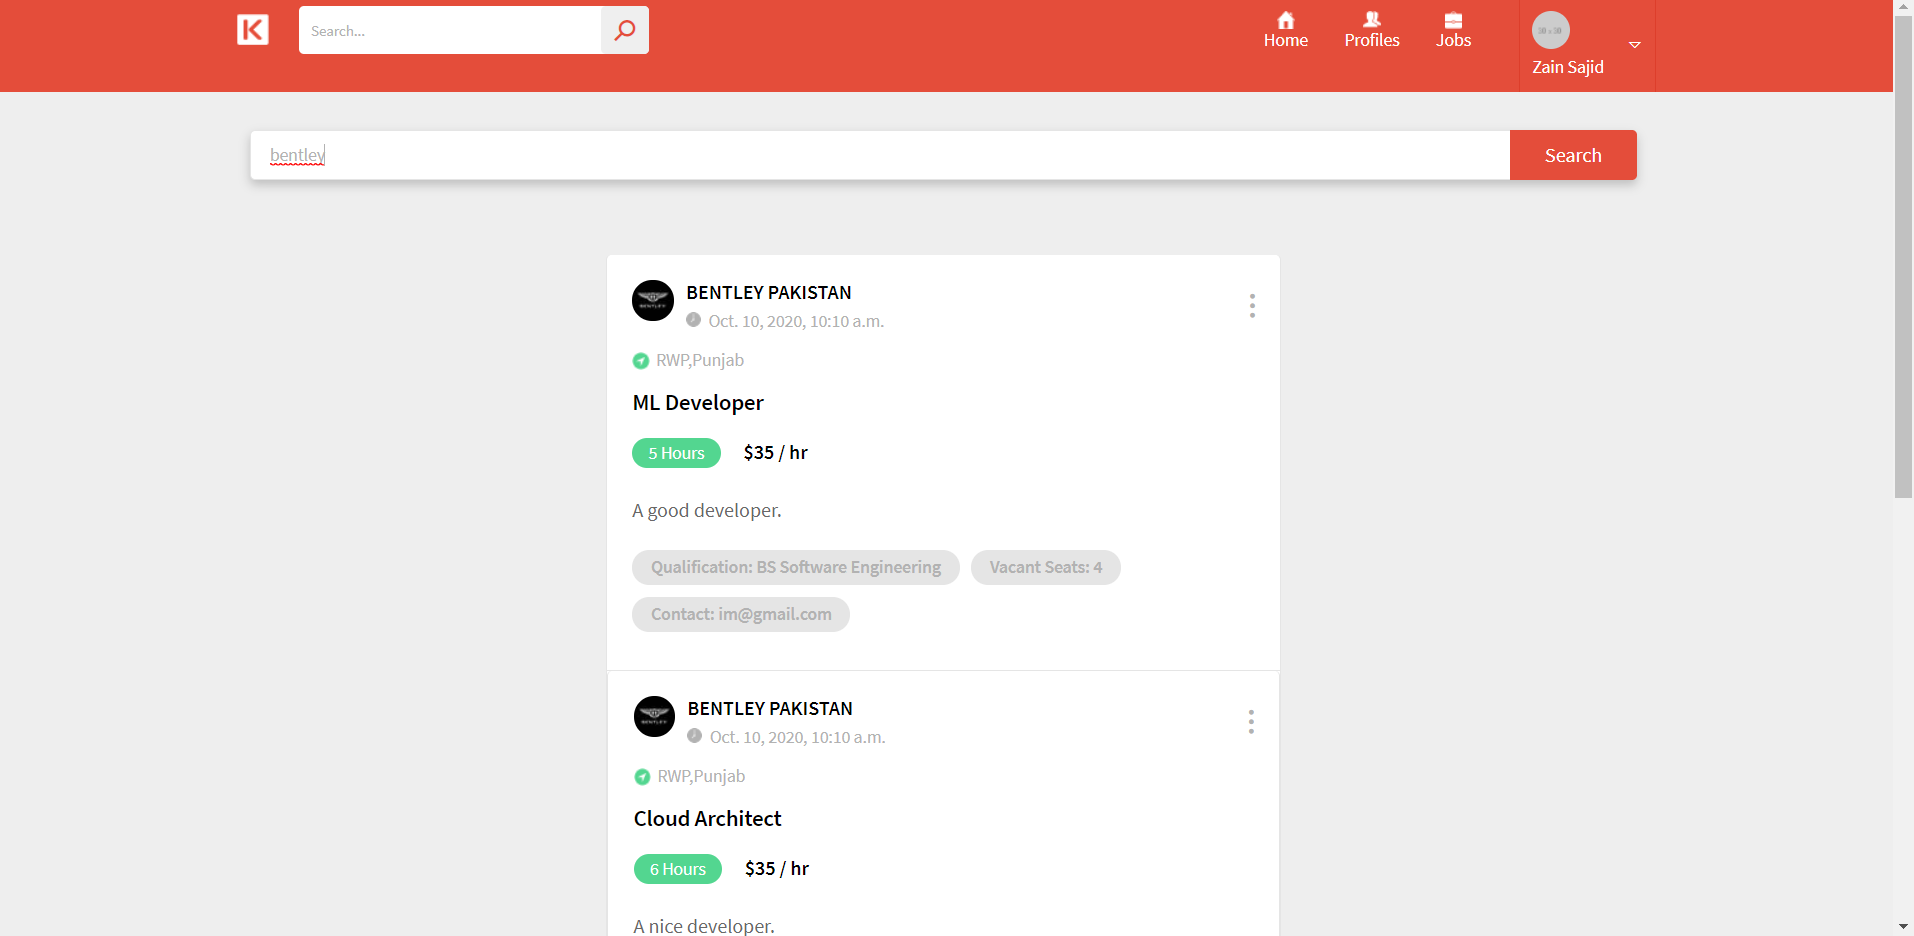 K
Search...
Home
Profiles
Jobs
Zain Sajid
bentley
Search
BENTLEY PAKISTAN
Oct. 10, 2020, 10:10 a.m.
RWP,Punjab
ML Developer
5 Hours $35 / hr
A good developer.
Qualification: BS Software Engineering Vacant Seats: 4
Contact: im@gmail.com
BENTLEY PAKISTAN
Oct. 10, 2020, 10:10 a.m.
RWP,Punjab
Cloud Architect
6 Hours $35 / hr
A nice developer.